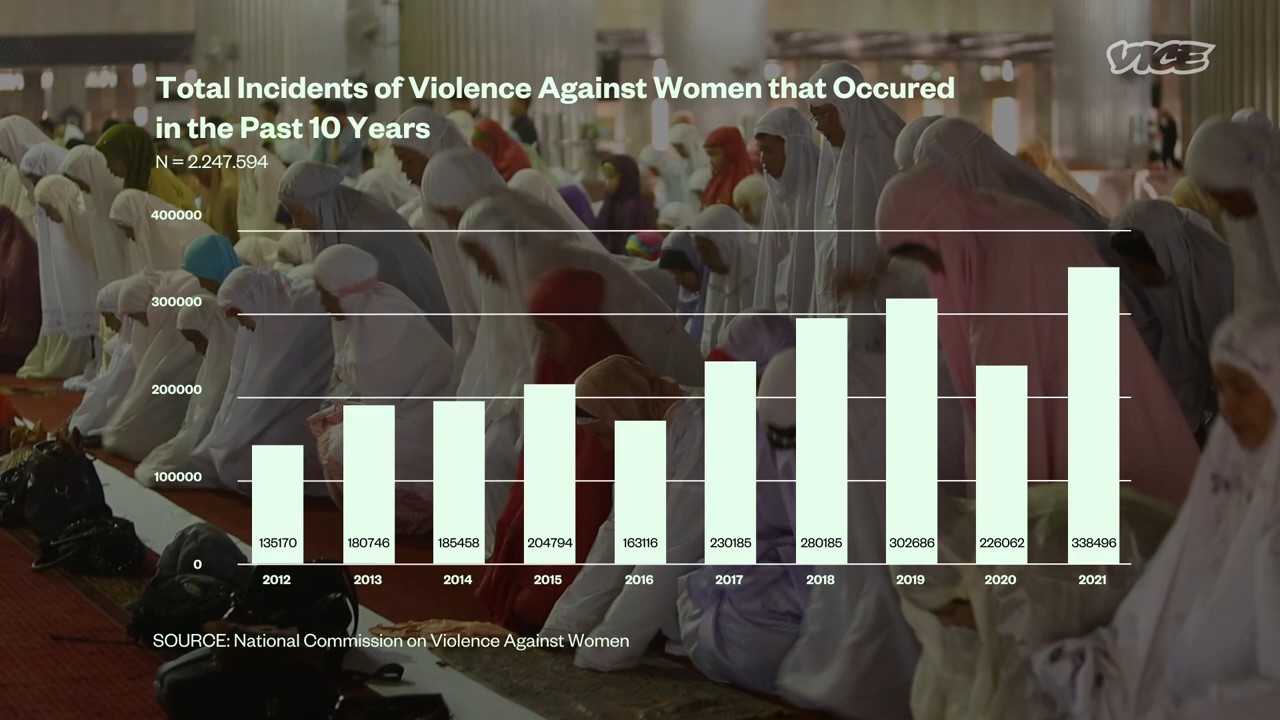 VICE
Total Incidents of Violence Against Women that Occured
in the Past 10 Years
N = 2.247.594
400000
300000
200000
100000
0
135170 180746 185458 204794 163116 230185 280185 302686 226062 338496
2012 2013 2014 2015 2016 2017 2018 2019 2020 2021
SOURCE: National Commission on Violence Against Women